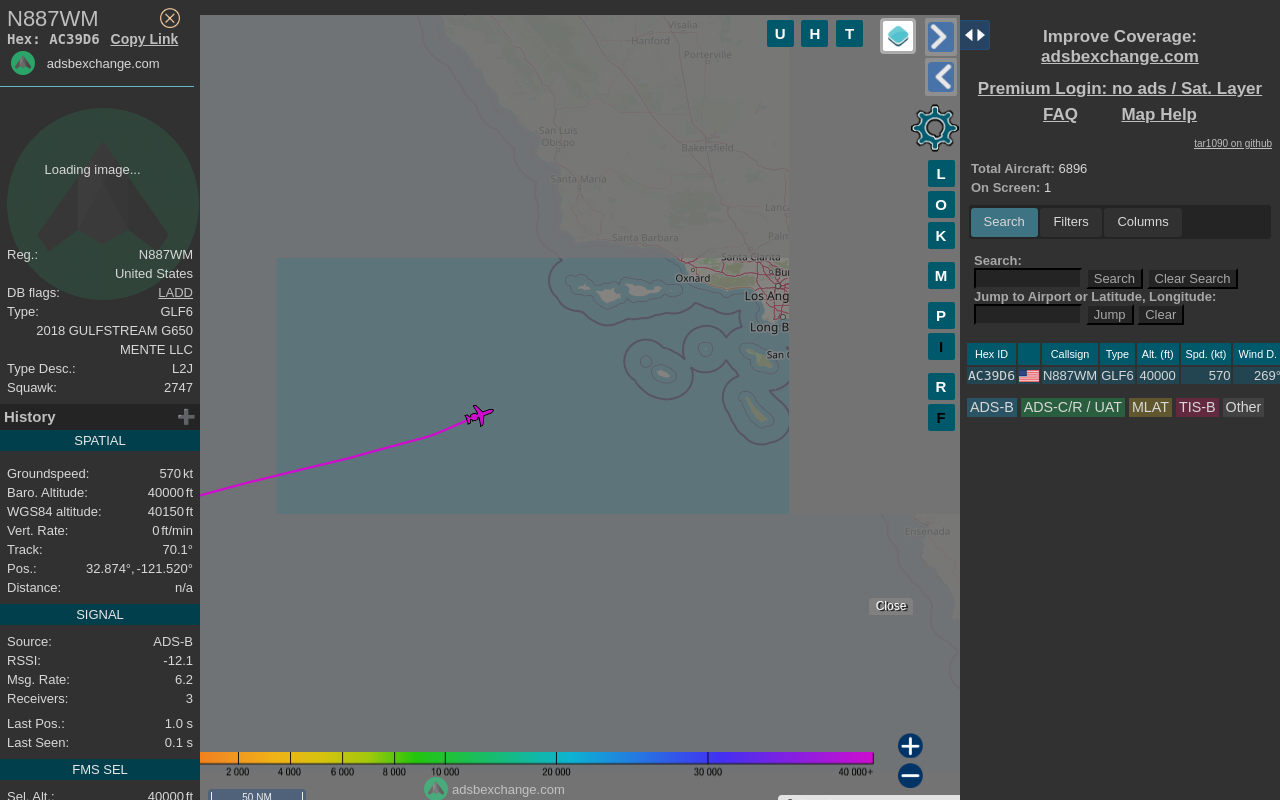 N887WM
Hex: AC39D6 Copy Link
adsbexchange.com
Loading image...
Reg.: N887WM
United States
DB flags: LADD
Type: GLF6
2018 GULFSTREAM G650
MENTE LLC
Type Desc.: L2J
Squawk: 2747
History
SPATIAL
Groundspeed: 570 kt
Baro. Altitude: 40000 ft
WGS84 altitude: 40150 ft
Vert. Rate: 0 ft/min
Track: 70.1°
Pos.: 32.874°, -121.520°
Distance: n/a
SIGNAL
Source: ADS-B
RSSI: -12.1
Msg. Rate: 6.2
Receivers: 3
Last Pos.: 1.0 s
Last Seen: 0.1 s
FMS SEL
Sel. Alt.: 40000 ft
U H T
L
O
K
M
P
I
R
F
Visalia
Hanford
Porterville
San Luis
Obispo
Bakersfield
Santa Maria
Lanca
Santa Barbara
Palm
Santa Clarita
Oxnard
Bur
Los Ang
Long B
San C
Ensenada
Close
2 000 4 000 6 000 8 000 10 000 20 000 30 000 40 000+
adsbexchange.com
50 NM
Improve Coverage:
adsbexchange.com
Premium Login: no ads / Sat. Layer
FAQ Map Help
tar1090 on github
Total Aircraft: 6896
On Screen: 1
Search Filters Columns
Search:
Search Clear Search
Jump to Airport or Latitude, Longitude:
Jump Clear
Hex ID Callsign Type Alt. (ft) Spd. (kt) Wind D.
AC39D6 N887WM GLF6 40000 570 269°
ADS-B ADS-C/R / UAT MLAT TIS-B Other